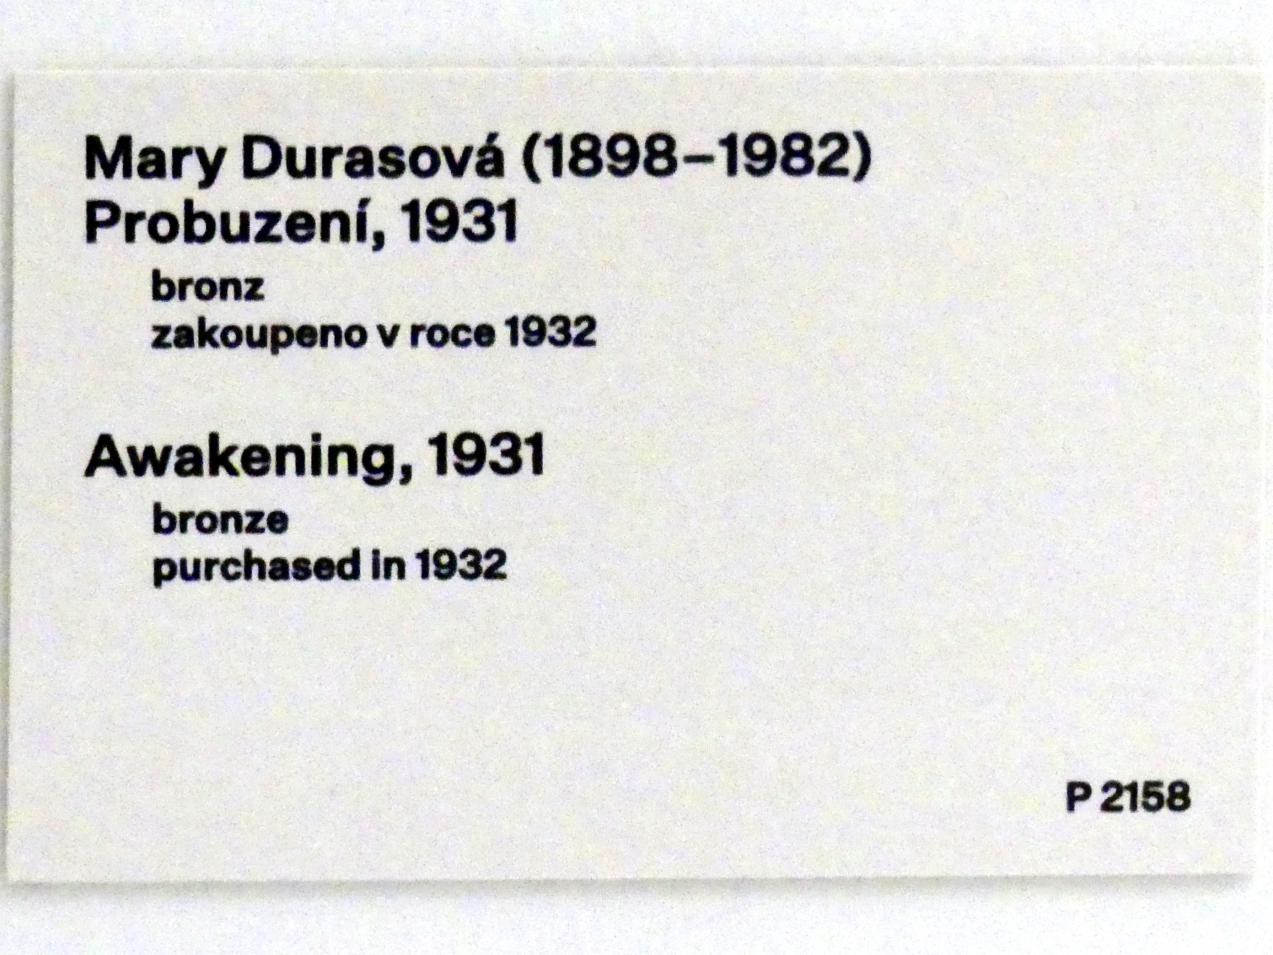 Mary Durasová (1898–1982)
Probuzení, 1931
bronz
zakoupeno v roce 1932
Awakening, 1931
bronze
purchased in 1932
P 2158